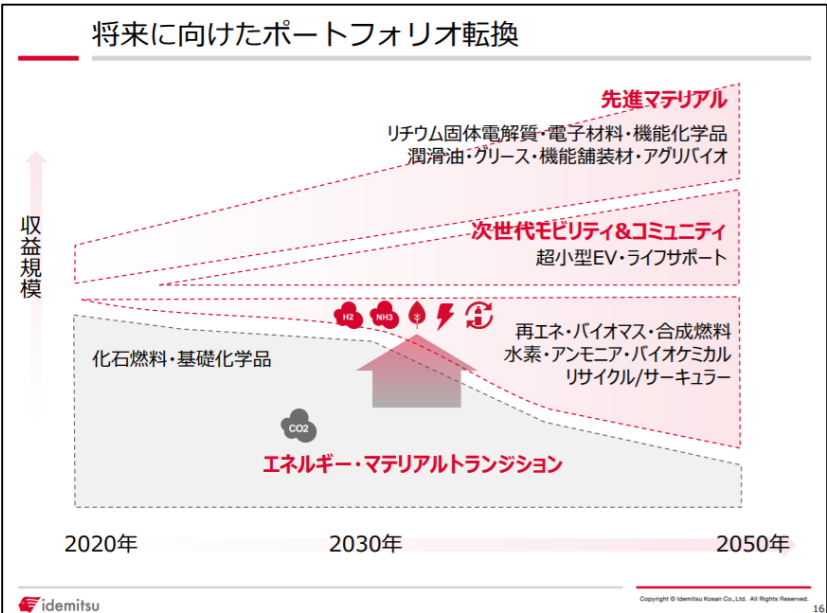 将来に向けたポートフォリオ転換
先進マテリアル
リチウム固体電解質・電子材料・機能化学品
潤滑油・グリース・機能舗装材・アグリバイオ
収益規模
次世代モビリティ&コミュニティ
超小型EV・ライフサポート
H2
NH3
再エネ・バイオマス・合成燃料
水素・アンモニア・バイオケミカル
リサイクル/サーキュラー
化石燃料・基礎化学品
CO2
エネルギー・マテリアルトランジション
2020年
2030年
2050年
idemitsu
Copyright © Idemitsu Kosan Co.,Ltd. All Rights Reserved.
16